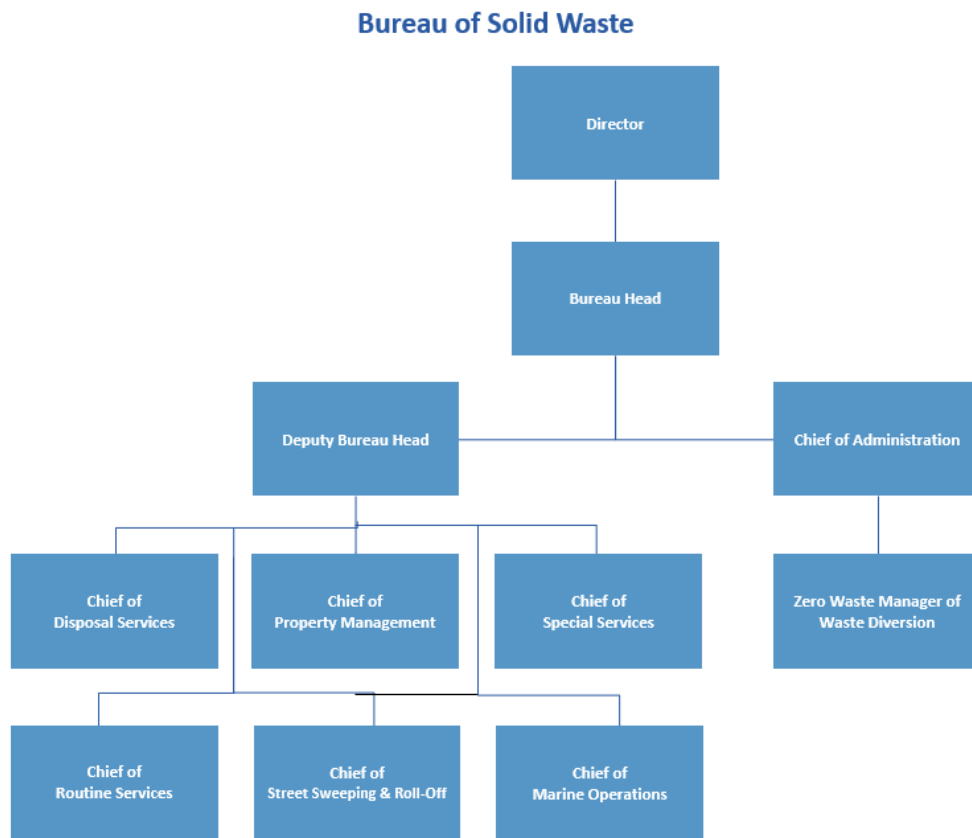 Bureau of Solid Waste
Director
Bureau Head
Deputy Bureau Head
Chief of Administration
Chief of
Disposal Services
Chief of
Property Management
Chief of
Special Services
Zero Waste Manager of
Waste Diversion
Chief of
Routine Services
Chief of
Street Sweeping & Roll-Off
Chief of
Marine Operations